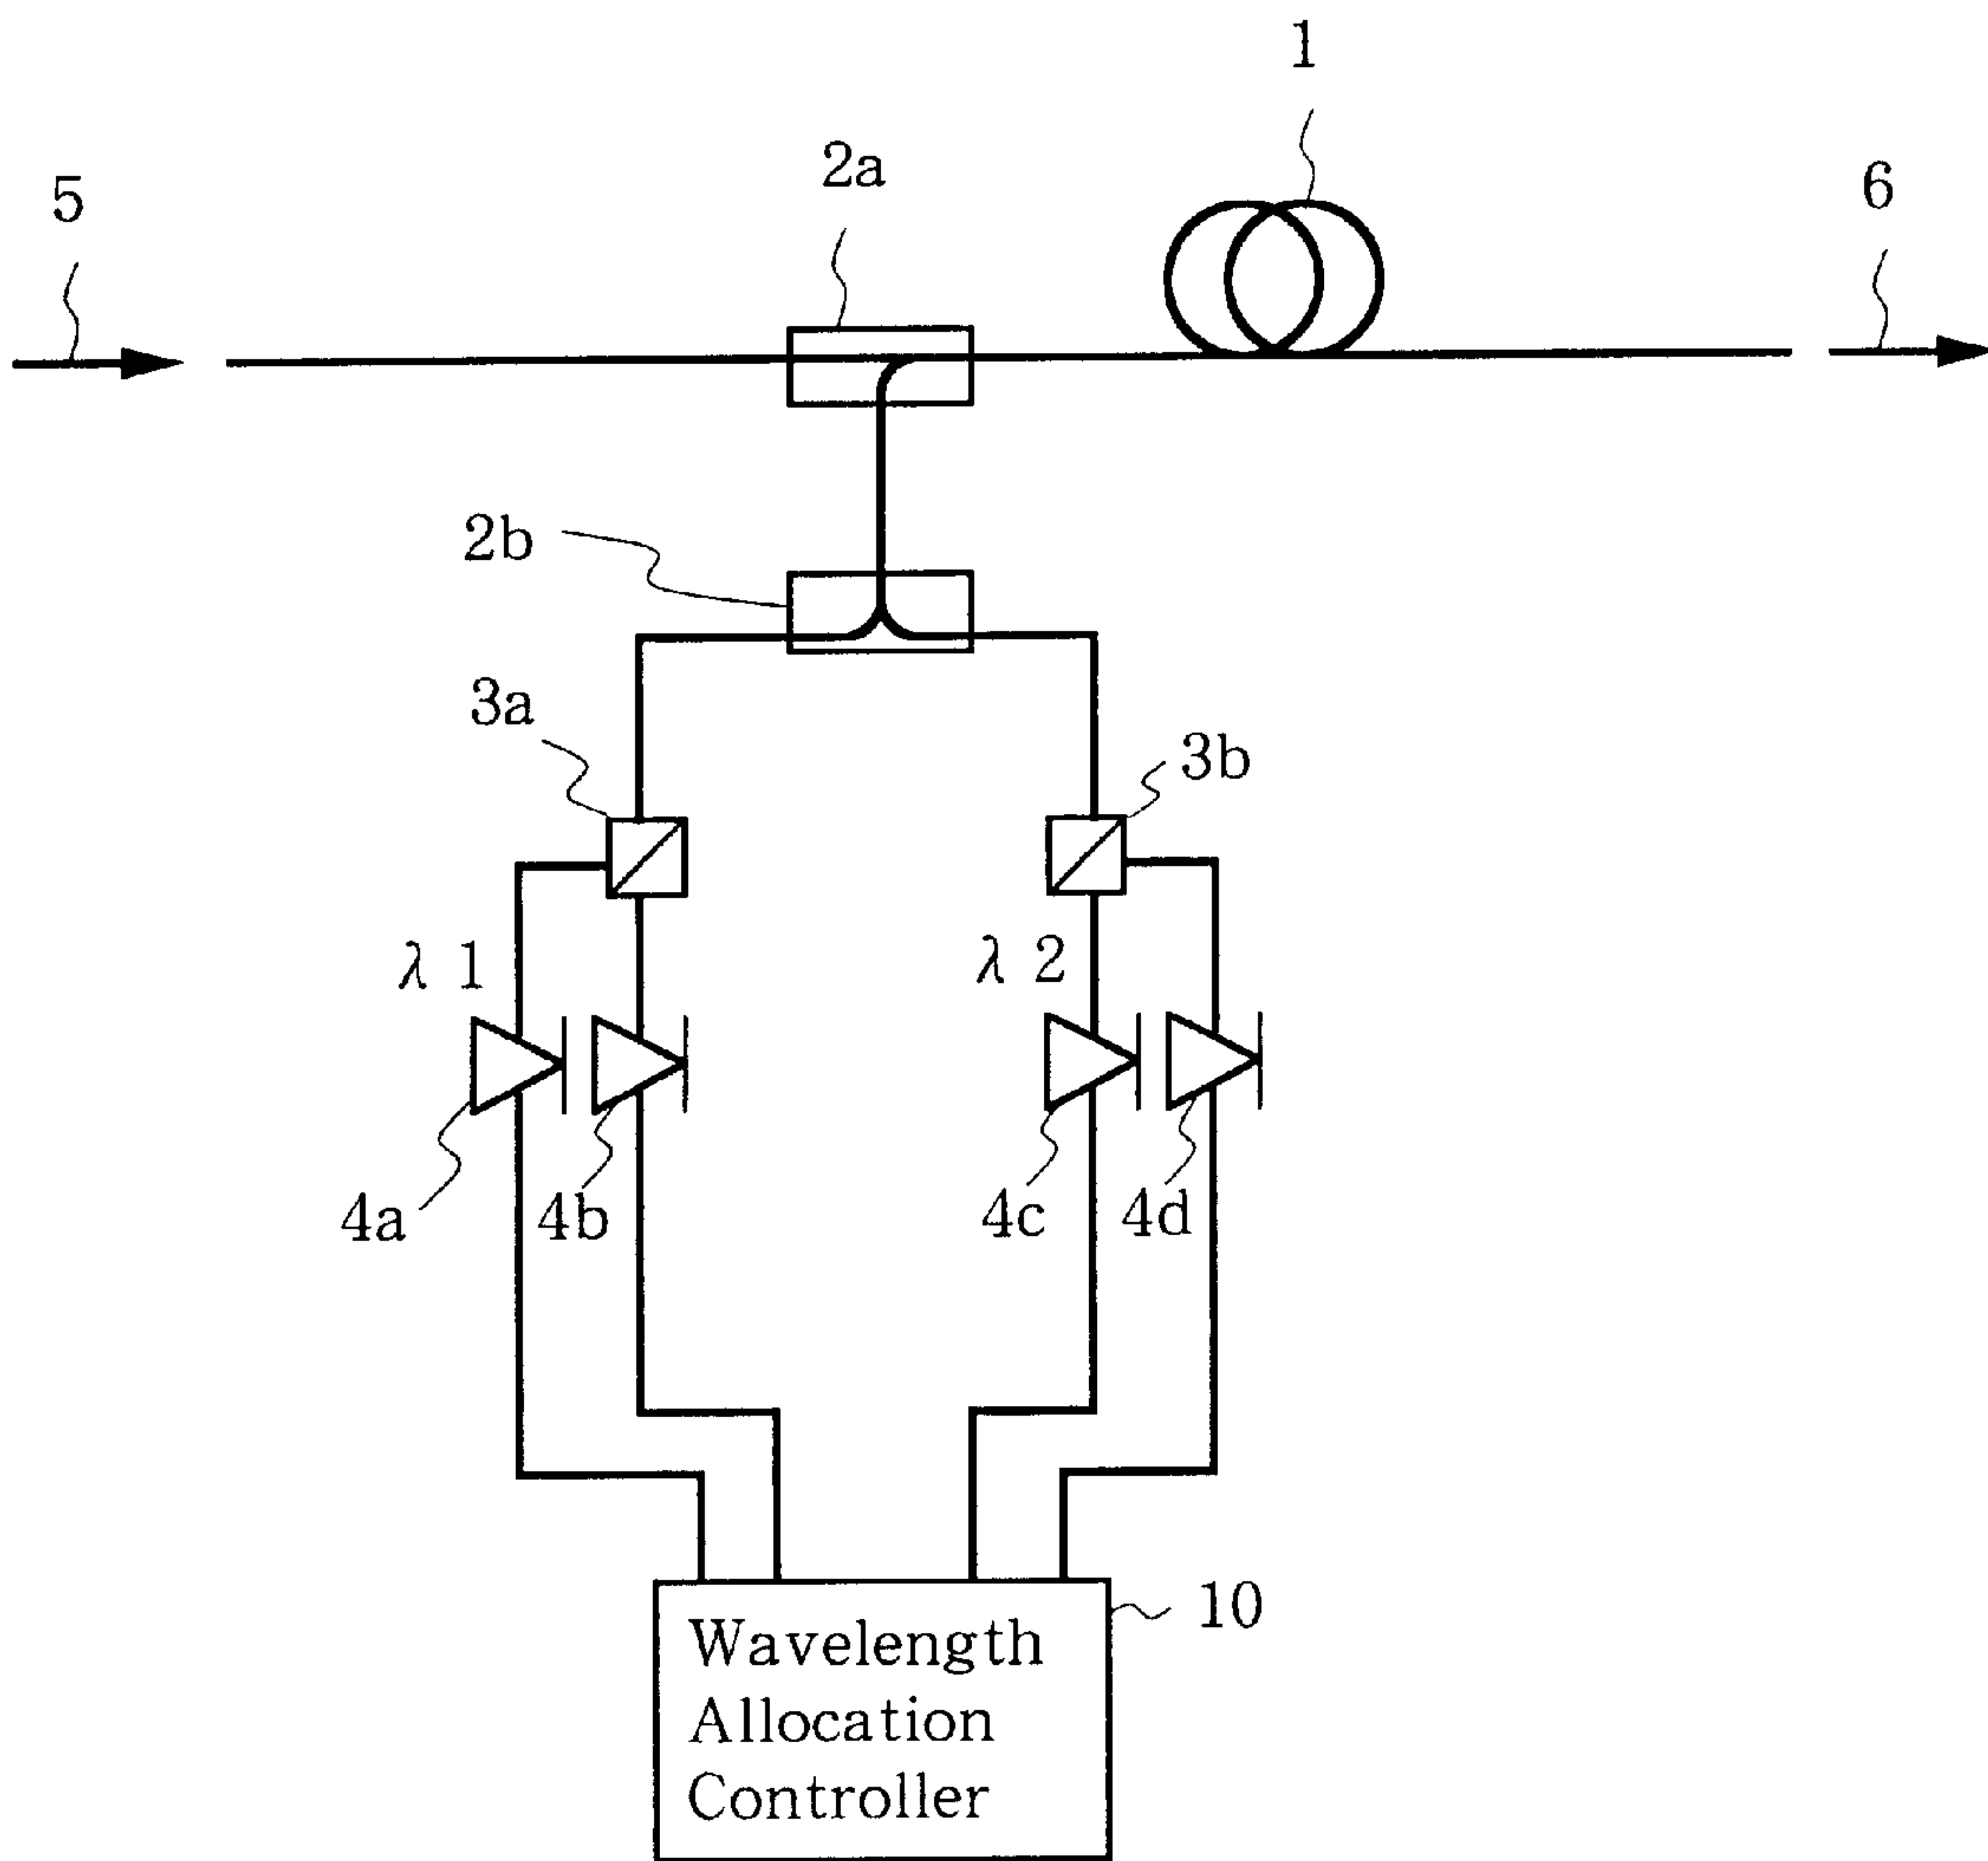 1
2a
5
6
2b
3a
3b
λ 1
λ 2
4a
4b
4c
4d
10
Wavelength
Allocation
Controller